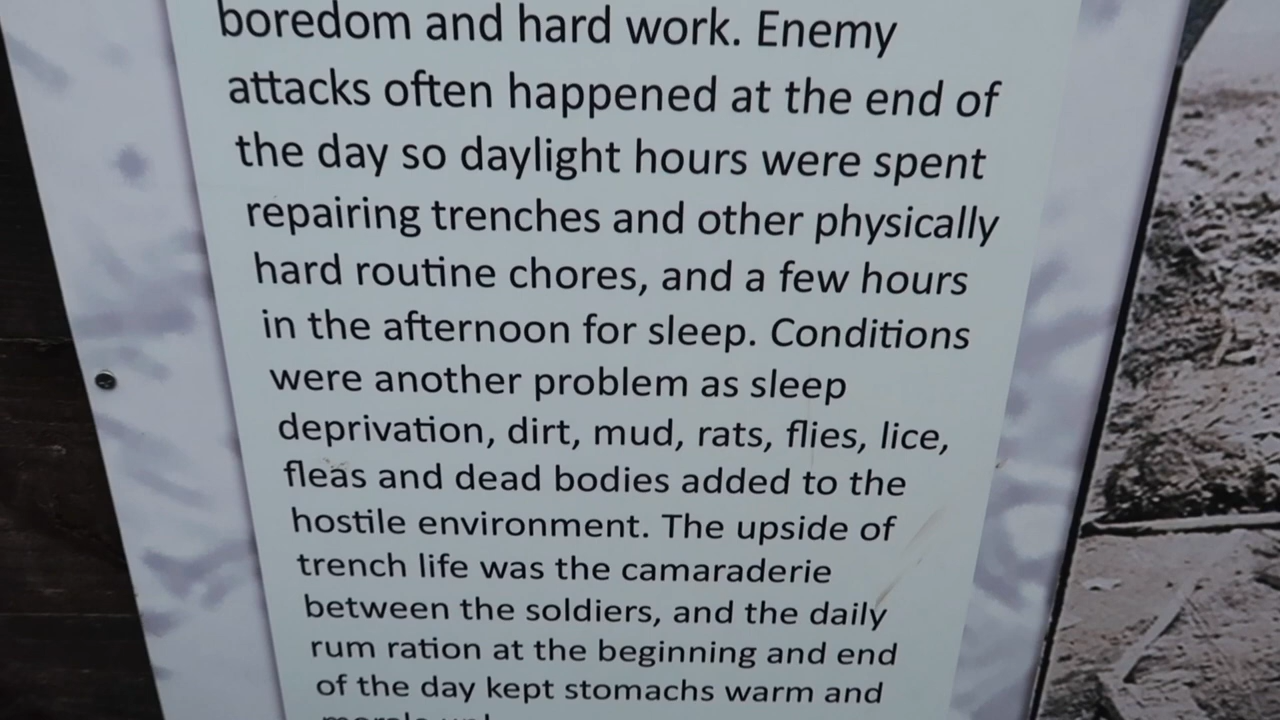 boredom and hard work. Enemy
attacks often happened at the end of
the day so daylight hours were spent
repairing trenches and other physically
hard routine chores, and a few hours
in the afternoon for sleep. Conditions
were another problem as sleep
deprivation, dirt, mud, rats, flies, lice,
fleas and dead bodies added to the
hostile environment. The upside of
trench life was the camaraderie
between the soldiers, and the daily
rum ration at the beginning and end
of the day kept stomachs warm and